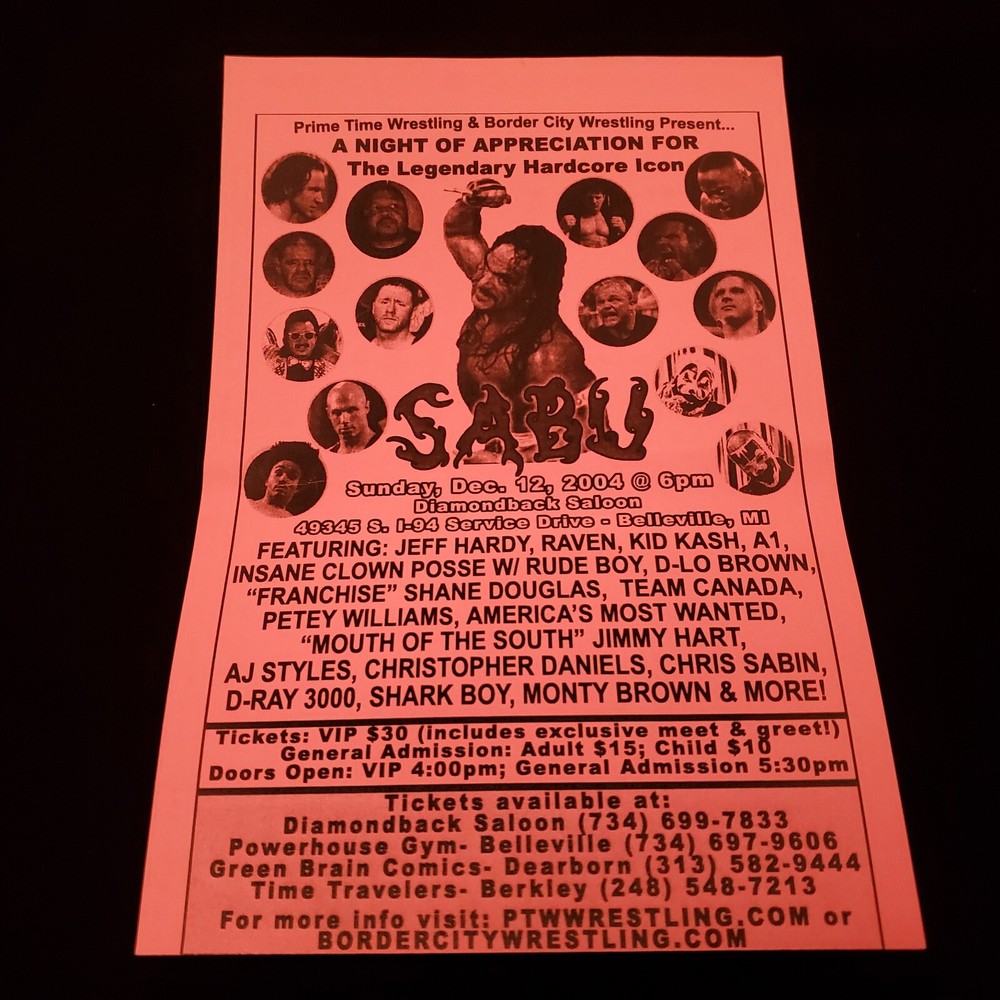 Prime Time Wrestling & Border City Wrestling Present...
A NIGHT OF APPRECIATION FOR
The Legendary Hardcore Icon
SABU
Sunday, Dec. 12, 2004 @ 6pm
Diamondback Saloon
49345 S. I-94 Service Drive - Belleville, MI
FEATURING: JEFF HARDY, RAVEN, KID KASH, A1,
INSANE CLOWN POSSE W/ RUDE BOY, D-LO BROWN,
“FRANCHISE” SHANE DOUGLAS, TEAM CANADA,
PETEY WILLIAMS, AMERICA’S MOST WANTED,
“MOUTH OF THE SOUTH” JIMMY HART,
AJ STYLES, CHRISTOPHER DANIELS, CHRIS SABIN,
D-RAY 3000, SHARK BOY, MONTY BROWN & MORE!
Tickets: VIP $30 (includes exclusive meet & greet!)
General Admission: Adult $15; Child $10
Doors Open: VIP 4:00pm; General Admission 5:30pm
Tickets available at:
Diamondback Saloon (734) 699-7833
Powerhouse Gym- Belleville (734) 697-9606
Green Brain Comics- Dearborn (313) 582-9444
Time Travelers- Berkley (248) 548-7213
For more info visit: PTWWRESTLING.COM or
BORDERCITYWRESTLING.COM